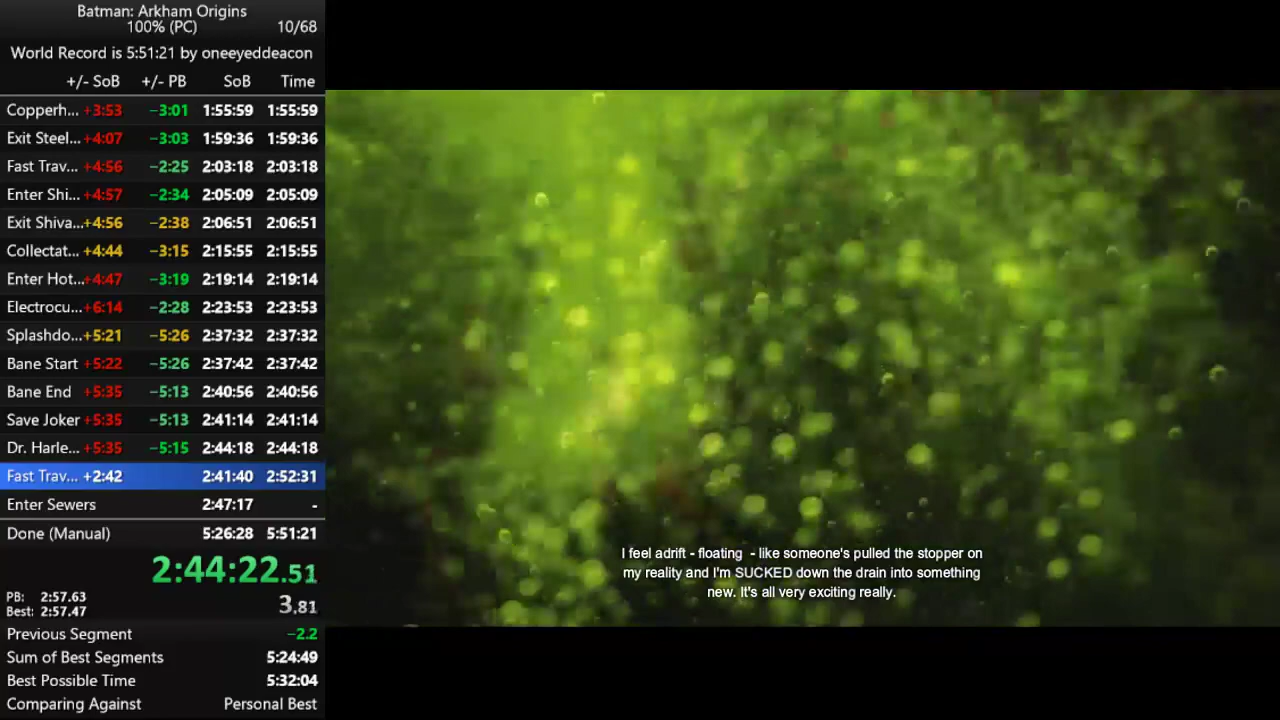 Batman: Arkham Origins
100% (PC) 10/68
World Record is 5:51:21 by oneeyeddeacon
+/- SoB +/- PB SoB Time
Copperh... +3:53 −3:01 1:55:59 1:55:59
Exit Steel... +4:07 −3:03 1:59:36 1:59:36
Fast Trav... +4:56 −2:25 2:03:18 2:03:18
Enter Shi... +4:57 −2:34 2:05:09 2:05:09
Exit Shiva... +4:56 −2:38 2:06:51 2:06:51
Collectat... +4:44 −3:15 2:15:55 2:15:55
Enter Hot... +4:47 −3:19 2:19:14 2:19:14
Electrocu... +6:14 −2:28 2:23:53 2:23:53
Splashdo... +5:21 −5:26 2:37:32 2:37:32
Bane Start +5:22 −5:26 2:37:42 2:37:42
Bane End +5:35 −5:13 2:40:56 2:40:56
Save Joker +5:35 −5:13 2:41:14 2:41:14
Dr. Harle... +5:35 −5:15 2:44:18 2:44:18
Fast Trav... +2:42 2:41:40 2:52:31
Enter Sewers 2:47:17 -
Done (Manual) 5:26:28 5:51:21
2:44:22.51
PB: 2:57.63
Best: 2:57.47 3.81
Previous Segment −2.2
Sum of Best Segments 5:24:49
Best Possible Time 5:32:04
Comparing Against Personal Best
I feel adrift - floating - like someone's pulled the stopper on
my reality and I'm SUCKED down the drain into something
new. It's all very exciting really.